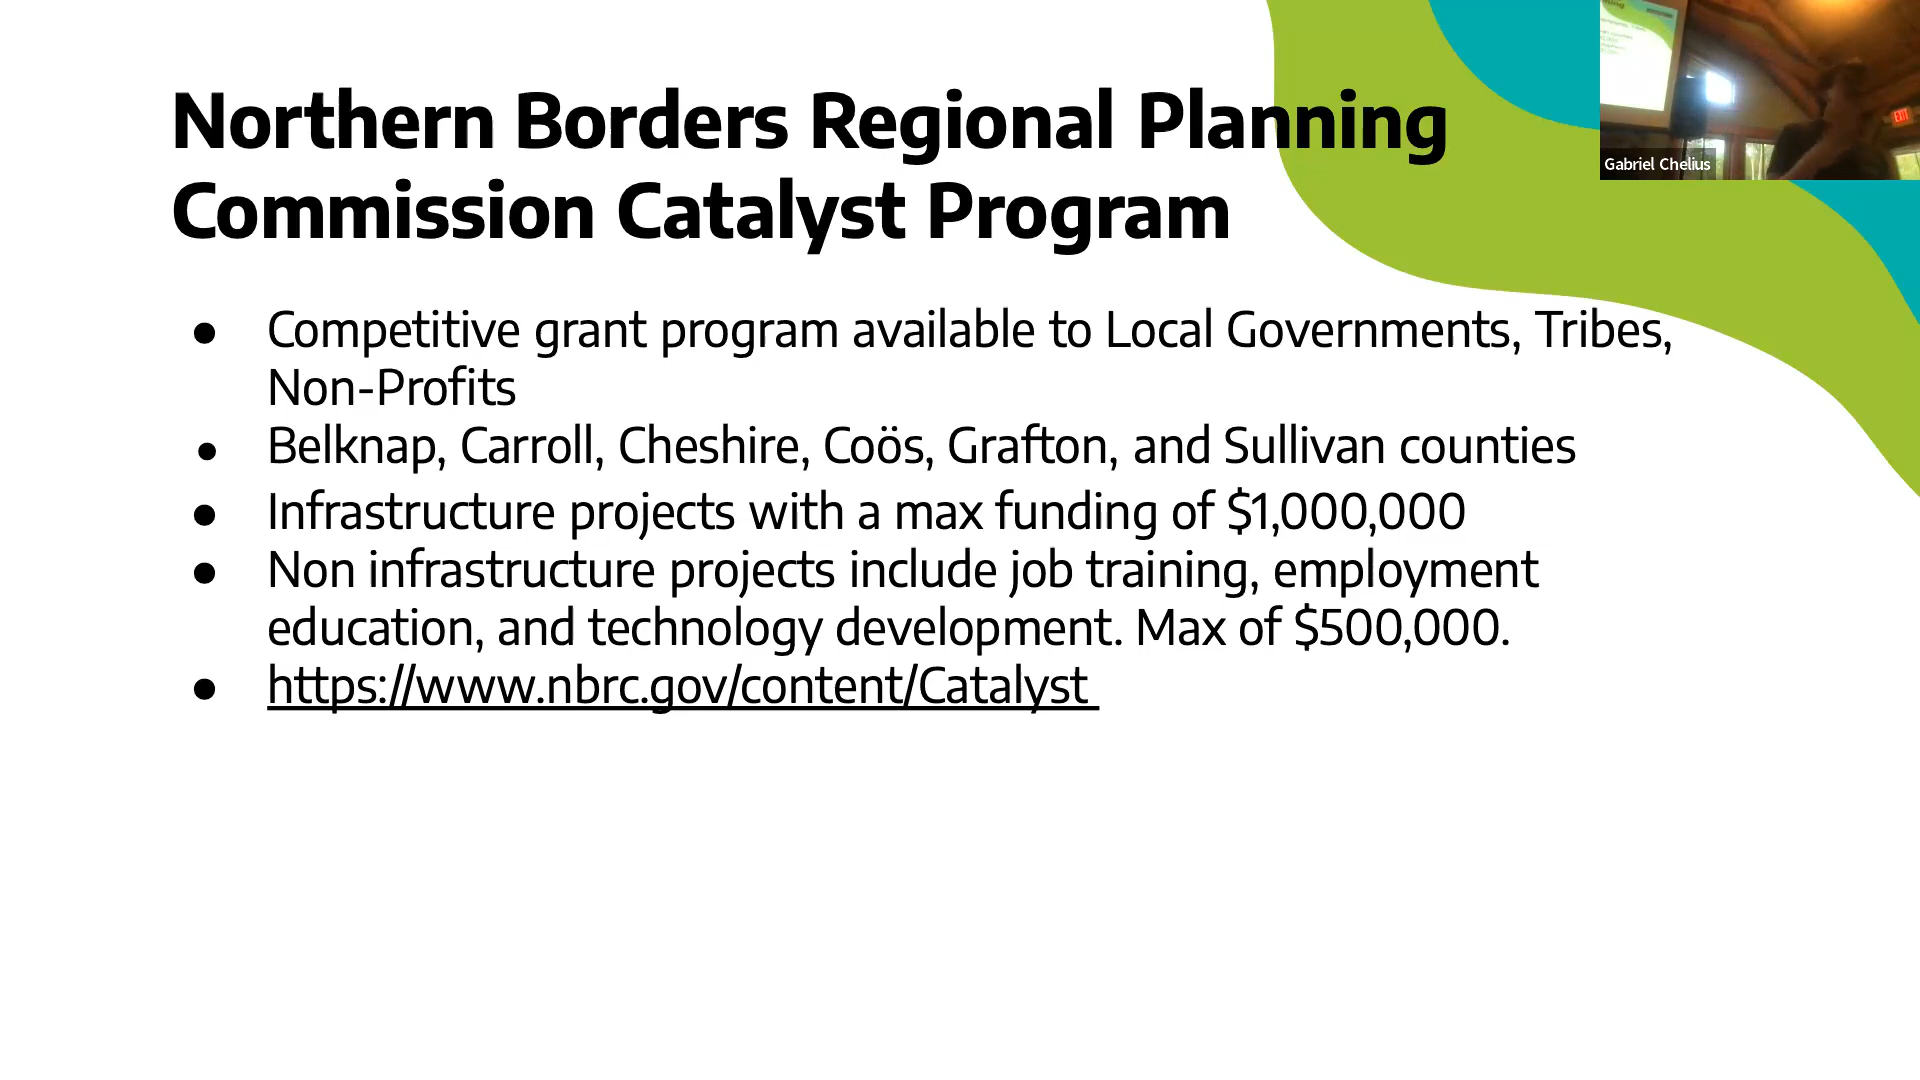 Northern Borders Regional Planning
Commission Catalyst Program
● Competitive grant program available to Local Governments, Tribes,
Non-Profits
● Belknap, Carroll, Cheshire, Coös, Grafton, and Sullivan counties
● Infrastructure projects with a max funding of $1,000,000
● Non infrastructure projects include job training, employment
education, and technology development. Max of $500,000.
● https://www.nbrc.gov/content/Catalyst
Gabriel Chelius
EXIT